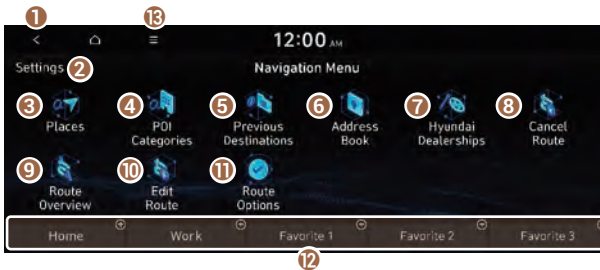 1 13
12:00 AM
Settings 2 Navigation Menu
3 4 5 6 7 8
Places POI Categories Previous Destinations Address Book Hyundai Dealerships Cancel Route
9 10 11
Route Overview Edit Route Route Options
Home Work Favorite 1 Favorite 2 Favorite 3
12